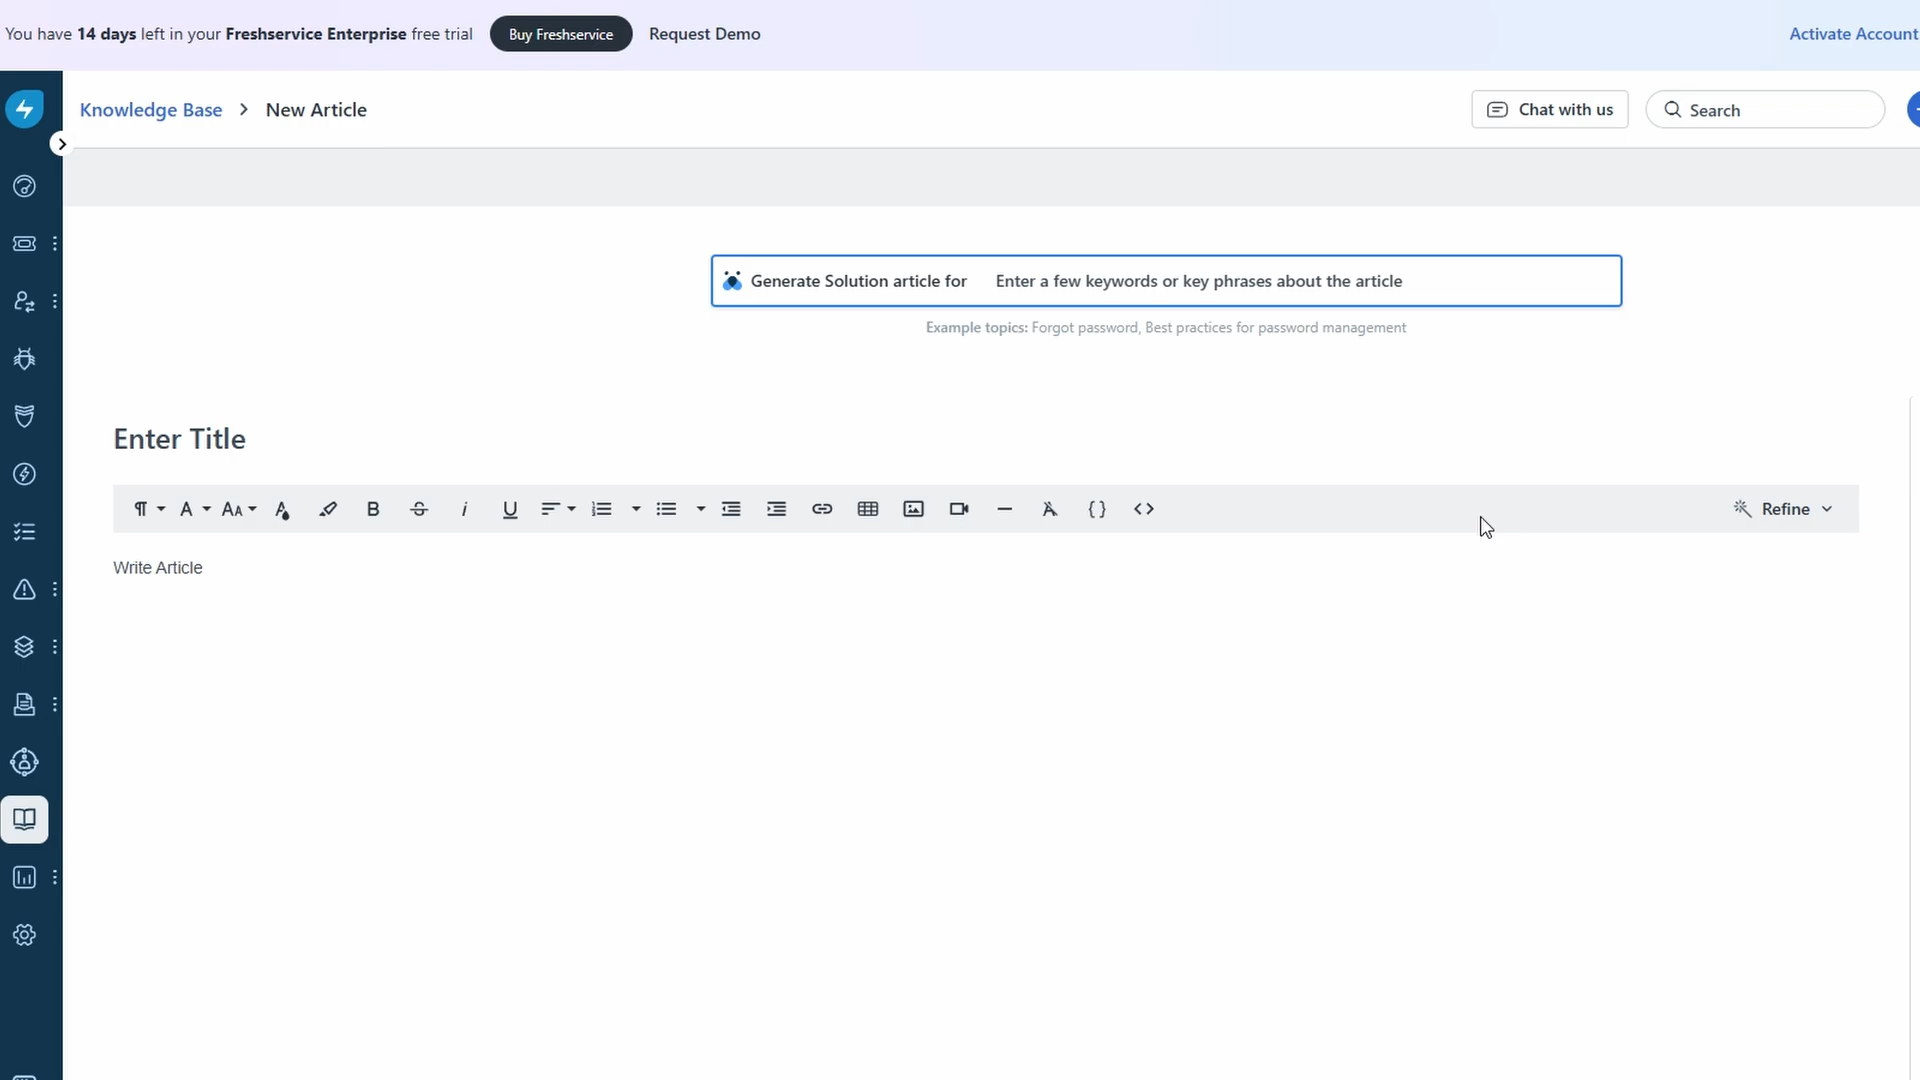 You have 14 days left in your Freshservice Enterprise free trial Buy Freshservice Request Demo Activate Account
Knowledge Base > New Article Chat with us Search
Generate Solution article for Enter a few keywords or key phrases about the article
Example topics: Forgot password, Best practices for password management
Enter Title
Refine
Write Article